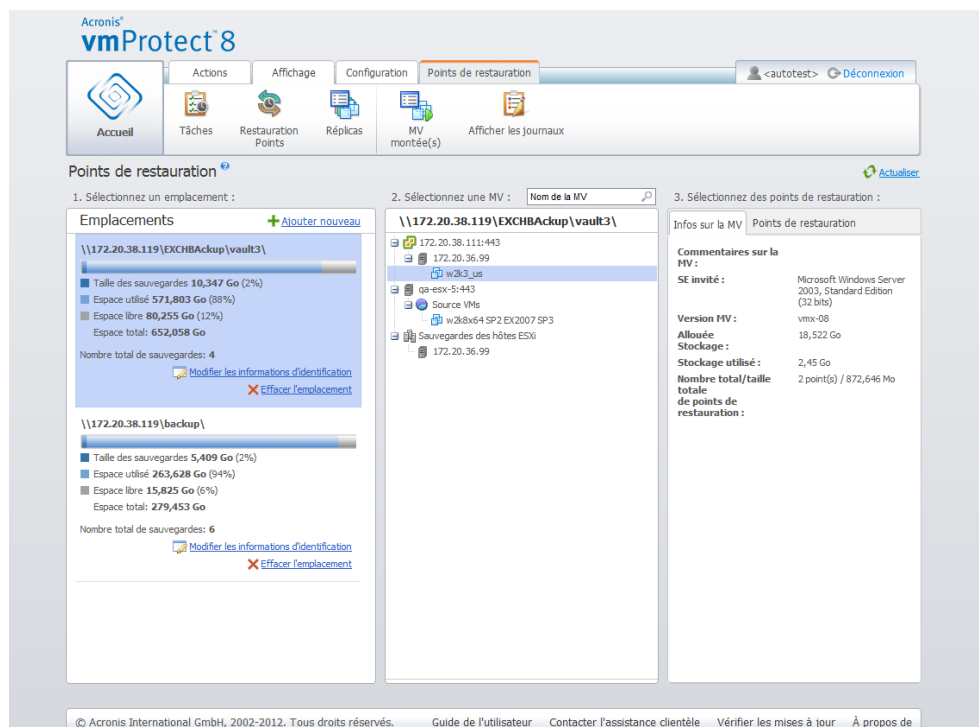 Acronis®
vmProtect™8
Actions
Affichage
Configuration
Points de restauration
<autotest>
Déconnexion
Accueil
Tâches
Restauration
Points
Réplicas
MV
montée(s)
Afficher les journaux
Points de restauration
Actualiser
1. Sélectionnez un emplacement :
2. Sélectionnez une MV :
Nom de la MV
3. Sélectionnez des points de restauration :
Emplacements
Ajouter nouveau
\\172.20.38.119\EXCHBAckup\vault3\
Taille des sauvegardes 10,347 Go (2%)
Espace utilisé 571,803 Go (88%)
Espace libre 80,255 Go (12%)
Espace total: 652,058 Go
Nombre total de sauvegardes: 4
Modifier les informations d'identification
Effacer l'emplacement
\\172.20.38.119\backup\
Taille des sauvegardes 5,409 Go (2%)
Espace utilisé 263,628 Go (94%)
Espace libre 15,825 Go (6%)
Espace total: 279,453 Go
Nombre total de sauvegardes: 6
Modifier les informations d'identification
Effacer l'emplacement
\\172.20.38.119\EXCHBAckup\vault3\
172.20.38.111:443
172.20.36.99
w2k3_us
qa-esx-5:443
Source VMs
w2k8x64 SP2 EX2007 SP3
Sauvegardes des hôtes ESXi
172.20.36.99
Infos sur la MV
Points de restauration
Commentaires sur la
MV :
SE invité :
Microsoft Windows Server
2003, Standard Edition
(32 bits)
Version MV :
vmx-08
Allouée
Stockage :
18,522 Go
Stockage utilisé :
2,45 Go
Nombre total/taille
totale
de points de
restauration :
2 point(s) / 872,646 Mo
© Acronis International GmbH, 2002-2012. Tous droits réservés.
Guide de l'utilisateur
Contacter l'assistance clientèle
Vérifier les mises à jour
À propos de